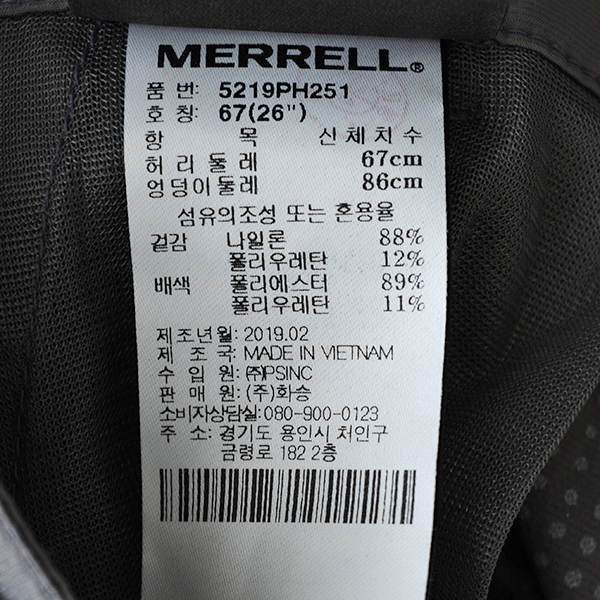 MERRELL®
품 번: 5219PH251
호 칭: 67(26")
항 목 신체치수
허리둘레 67cm
엉덩이둘레 86cm
섬유의조성 또는 혼용율
겉감 나일론 88%
폴리우레탄 12%
배색 폴리에스터 89%
폴리우레탄 11%
제조년월: 2019.02
제 조 국: MADE IN VIETNAM
수 입 원: ㈜PSINC
판 매 원: (주)화승
소비자상담실: 080-900-0123
주 소: 경기도 용인시 처인구
금령로 182 2층